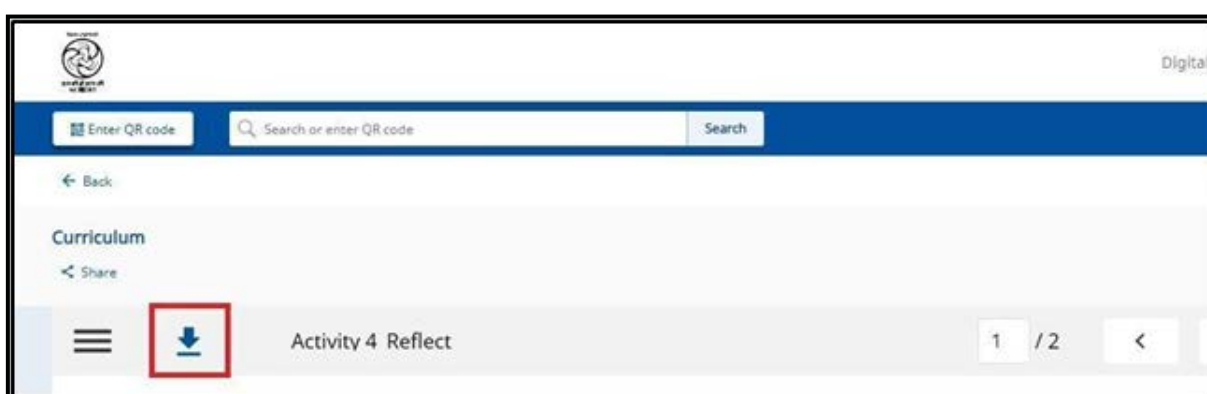 Digital
Enter QR code
Search or enter QR code
Search
Back
Curriculum
Share
Activity 4 Reflect
1 / 2